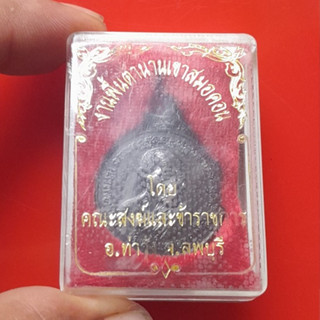 งานพันตำนานเขาสมอคอน
โดย
คณะสงฆ์และข้าราชการ
อ.ท่าวุ้ง จ.ลพบุรี